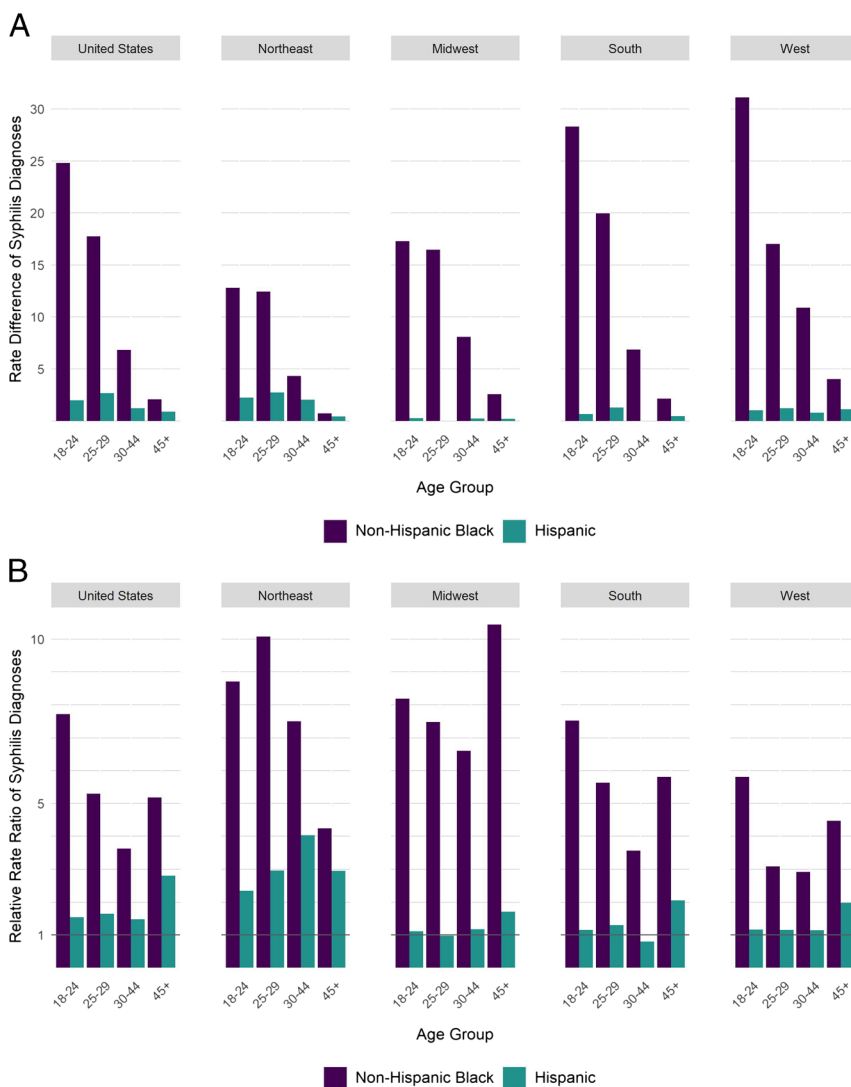 A
United States Northeast Midwest South West
Rate Difference of Syphilis Diagnoses
30
25
20
15
10
5
18-24 25-29 30-44 45+ 18-24 25-29 30-44 45+ 18-24 25-29 30-44 45+ 18-24 25-29 30-44 45+ 18-24 25-29 30-44 45+
Age Group
Non-Hispanic Black Hispanic
B
United States Northeast Midwest South West
Relative Rate Ratio of Syphilis Diagnoses
10
5
1
18-24 25-29 30-44 45+ 18-24 25-29 30-44 45+ 18-24 25-29 30-44 45+ 18-24 25-29 30-44 45+ 18-24 25-29 30-44 45+
Age Group
Non-Hispanic Black Hispanic